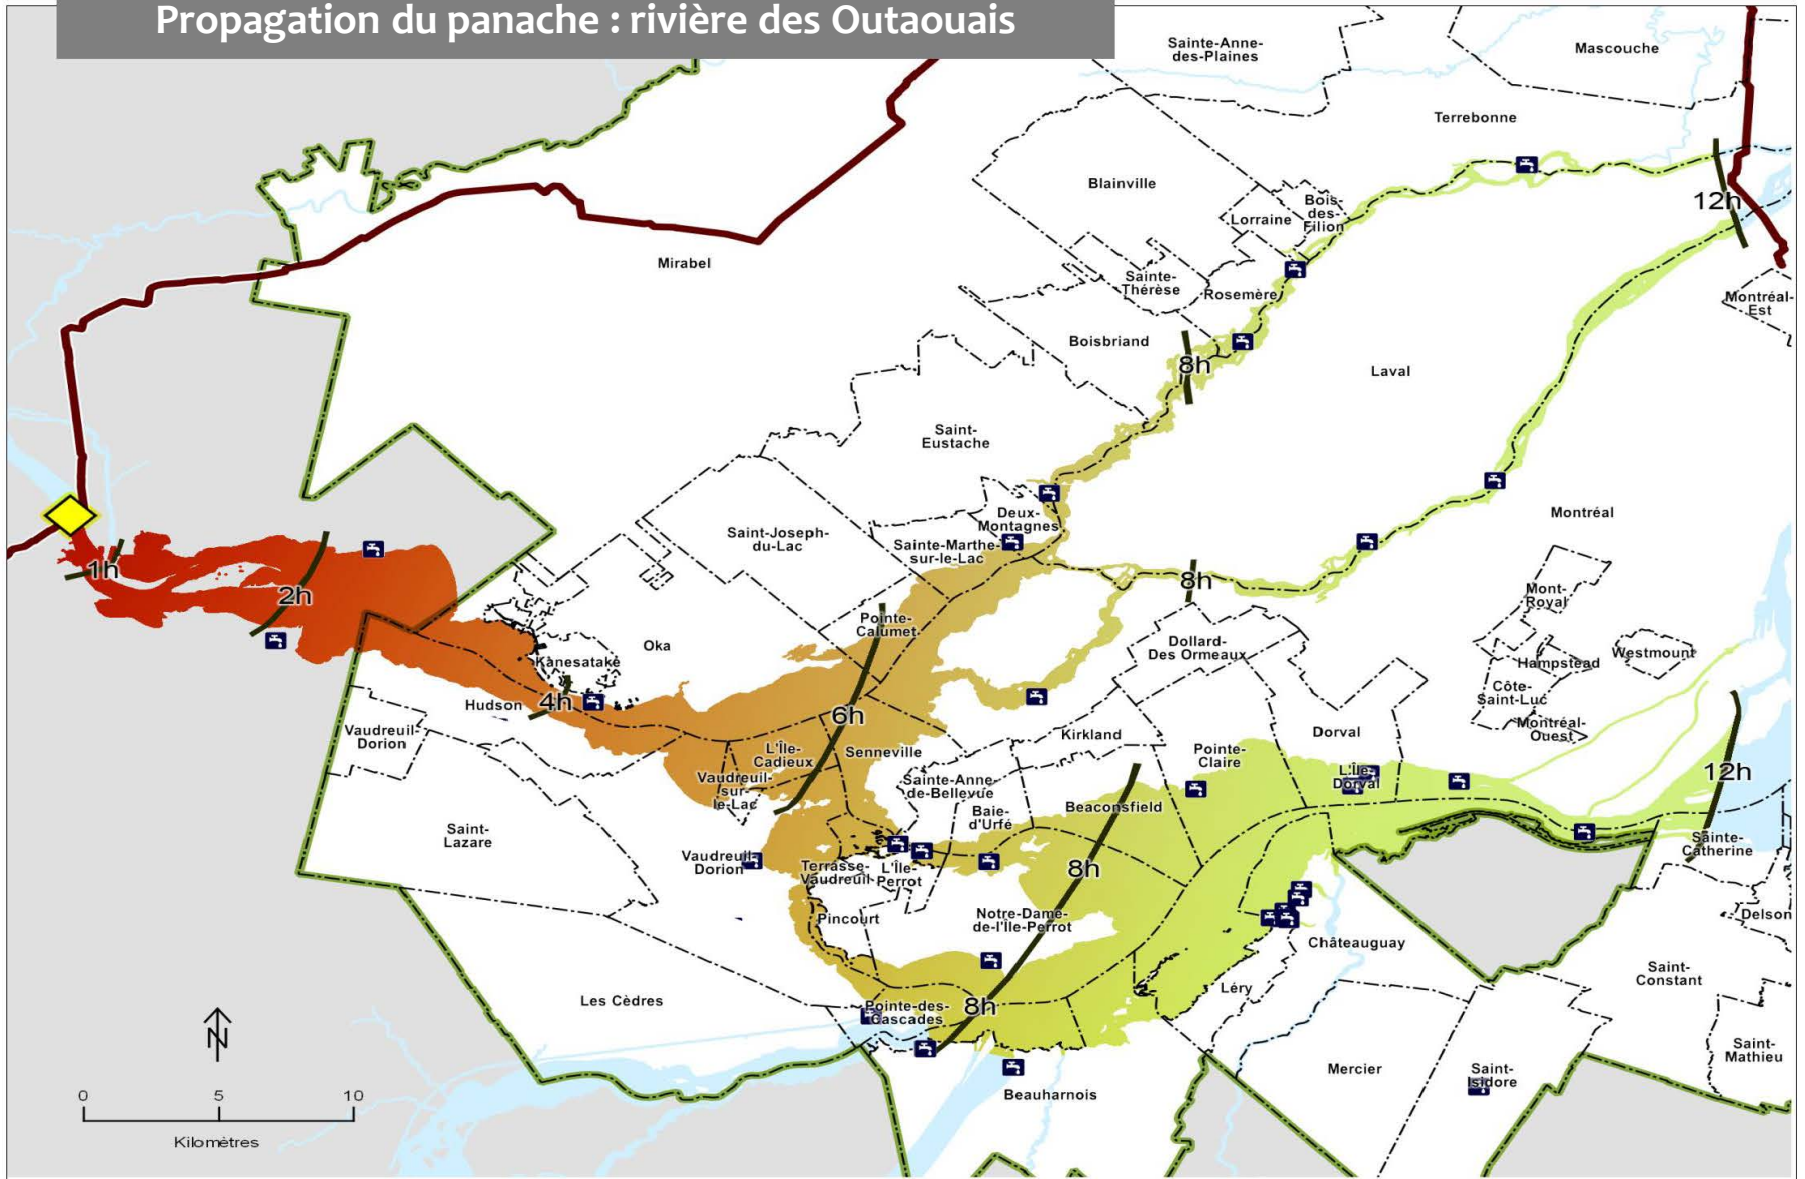 Propagation du panache : rivière des Outaouais
Sainte-Anne-
des-Plaines
Mascouche
Terrebonne
Blainville
Bois-
des-
Filion
Lorraine
12h
Mirabel
Sainte-
Thérèse
Rosemère
Montréal-
Est
Boisbriand
8h
Laval
Saint-
Eustache
Deux-
Montagnes
Montréal
Saint-Joseph-
du-Lac
Sainte-Marthe-
sur-le-Lac
1h
2h
8h
Mont-
Royal
Pointe-
Calumet
Oka
Dollard-
Des Ormeaux
Kanesatake
Hampstead
Westmount
4h
Hudson
Côte-
Saint-Luc
6h
Montréal-
Ouest
Vaudreuil-
Dorion
L'Île-
Cadieux
Senneville
Kirkland
Pointe-
Claire
Dorval
Vaudreuil-
sur-
le-Lac
Sainte-Anne-
de-Bellevue
L'Île-
Dorval
12h
Baie-
d'Urfé
Beaconsfield
Saint-
Lazare
Sainte-
Catherine
Vaudreuil-
Dorion
Terrasse-
Vaudreuil
L'Île-
Perrot
8h
Pincourt
Notre-Dame-
de-l'Île-Perrot
Delson
Châteauguay
Saint-
Constant
Léry
Les Cèdres
Pointe-des-
Cascades
8h
Saint-
Mathieu
Mercier
Saint-
Isidore
Beauharnois
N
0 5 10
Kilomètres